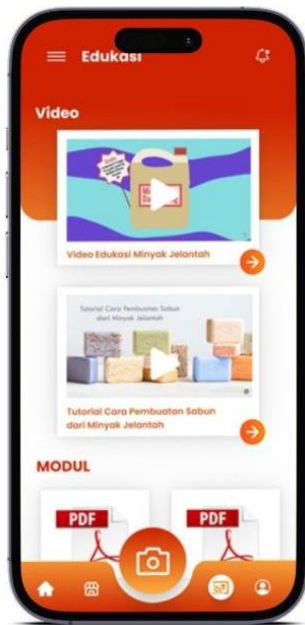 Edukasi
Video
Video Edukasi Minyak Jelantah
Tutorial Cara Pembuatan Sabun
dari Minyak Jelantah
Tutorial Cara Pembuatan Sabun
dari Minyak Jelantah
MODUL
PDF
PDF